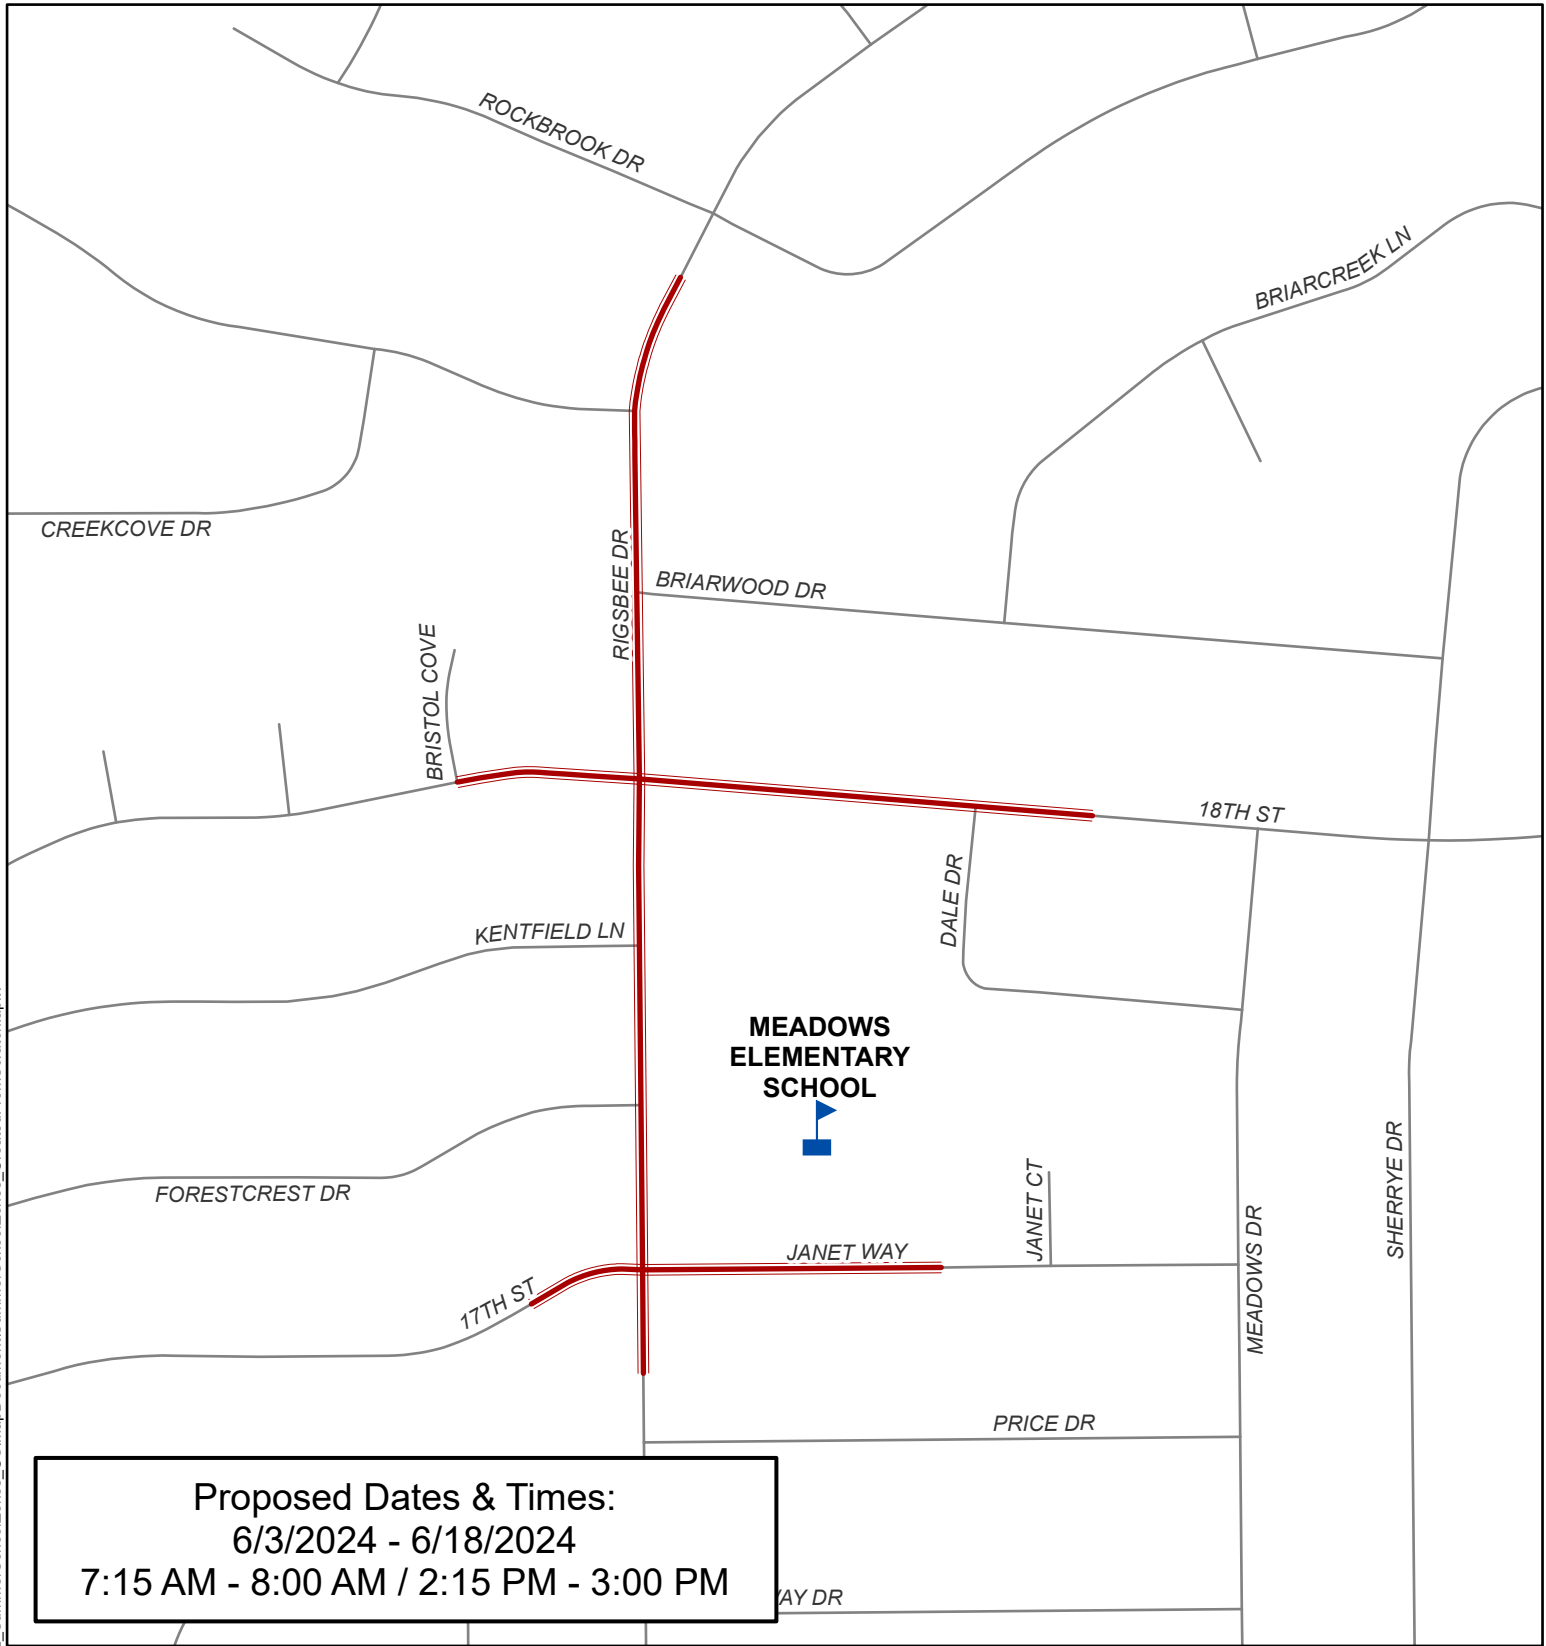 ROCKBROOK DR
BRIARCREEK LN
CREEKCOVE DR
RIGSBEE DR
BRIARWOOD DR
BRISTOL COVE
18TH ST
DALE DR
KENTFIELD LN
MEADOWS
ELEMENTARY
SCHOOL
FORESTCREST DR
JANET CT
SHERRYE DR
MEADOWS DR
JANET WAY
17TH ST
PRICE DR
Proposed Dates & Times:
6/3/2024 - 6/18/2024
7:15 AM - 8:00 AM / 2:15 PM - 3:00 PM
DR